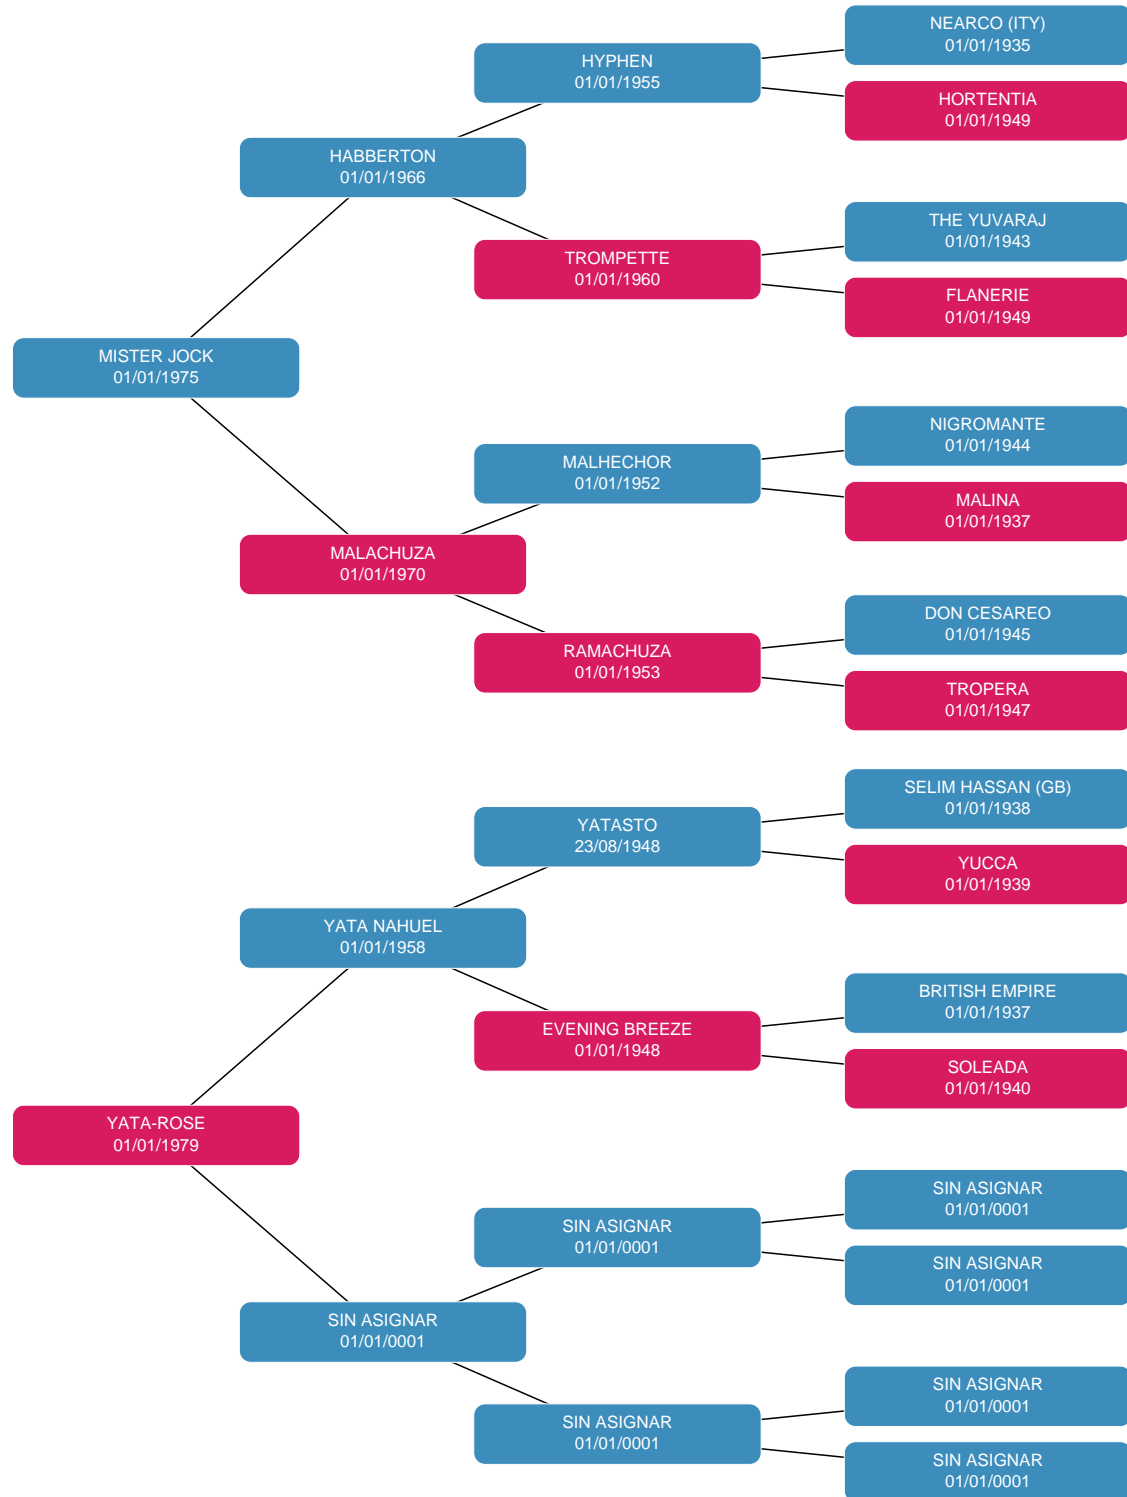 NEARCO (ITY)
01/01/1935
HYPHEN
01/01/1955
HORTENTIA
01/01/1949
HABBERTON
01/01/1966
THE YUVARAJ
01/01/1943
TROMPETTE
01/01/1960
FLANERIE
01/01/1949
MISTER JOCK
01/01/1975
NIGROMANTE
01/01/1944
MALHECHOR
01/01/1952
MALINA
01/01/1937
MALACHUZA
01/01/1970
DON CESAREO
01/01/1945
RAMACHUZA
01/01/1953
TROPERA
01/01/1947
SELIM HASSAN (GB)
01/01/1938
YATASTO
23/08/1948
YUCCA
01/01/1939
YATA NAHUEL
01/01/1958
BRITISH EMPIRE
01/01/1937
EVENING BREEZE
01/01/1948
SOLEADA
01/01/1940
YATA-ROSE
01/01/1979
SIN ASIGNAR
01/01/0001
SIN ASIGNAR
01/01/0001
SIN ASIGNAR
01/01/0001
SIN ASIGNAR
01/01/0001
SIN ASIGNAR
01/01/0001
SIN ASIGNAR
01/01/0001
SIN ASIGNAR
01/01/0001